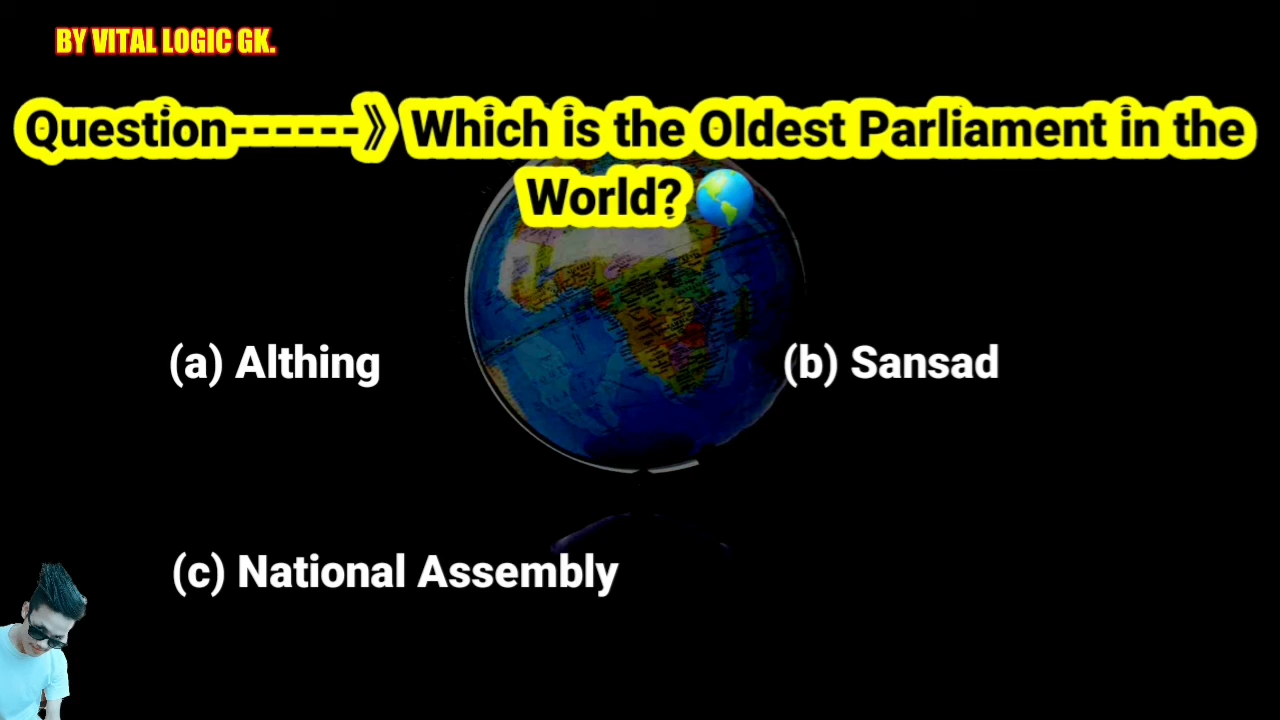 BY VITAL LOGIC GK.
Question------》Which is the Oldest Parliament in the
World?🌎
(a) Althing
(b) Sansad
(c) National Assembly